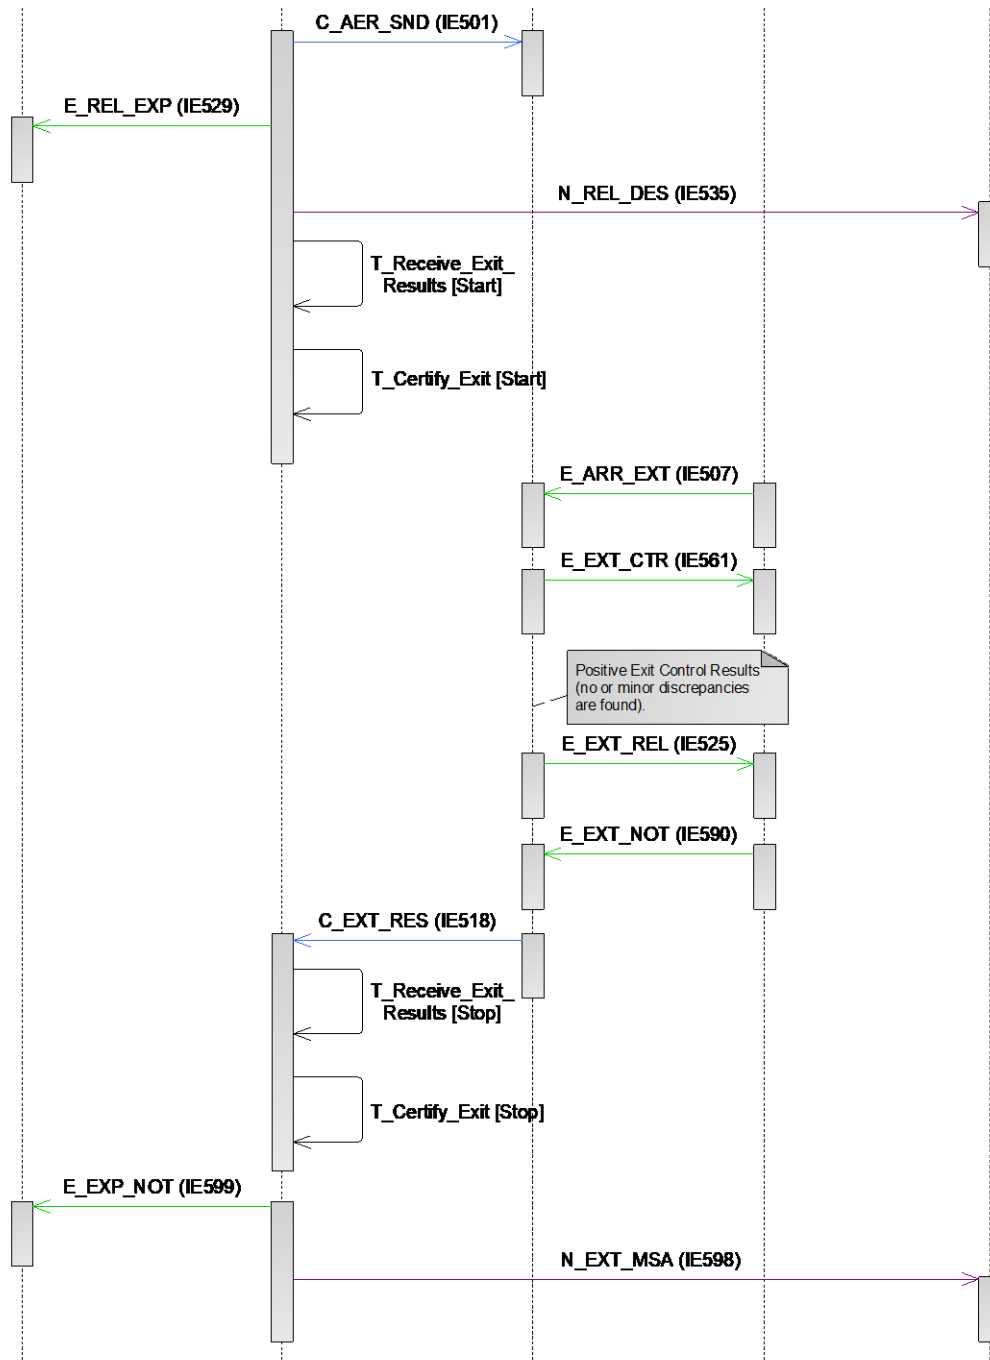 C_AER_SND (IE501)
E_REL_EXP (IE529)
N_REL_DES (IE535)
T_Receive_Exit_
Results [Start]
T_Certify_Exit [Start]
E_ARR_EXT (IE507)
E_EXT_CTR (IE561)
Positive Exit Control Results
(no or minor discrepancies
are found).
E_EXT_REL (IE525)
E_EXT_NOT (IE590)
C_EXT_RES (IE518)
T_Receive_Exit_
Results [Stop]
T_Certify_Exit [Stop]
E_EXP_NOT (IE599)
N_EXT_MSA (IE598)